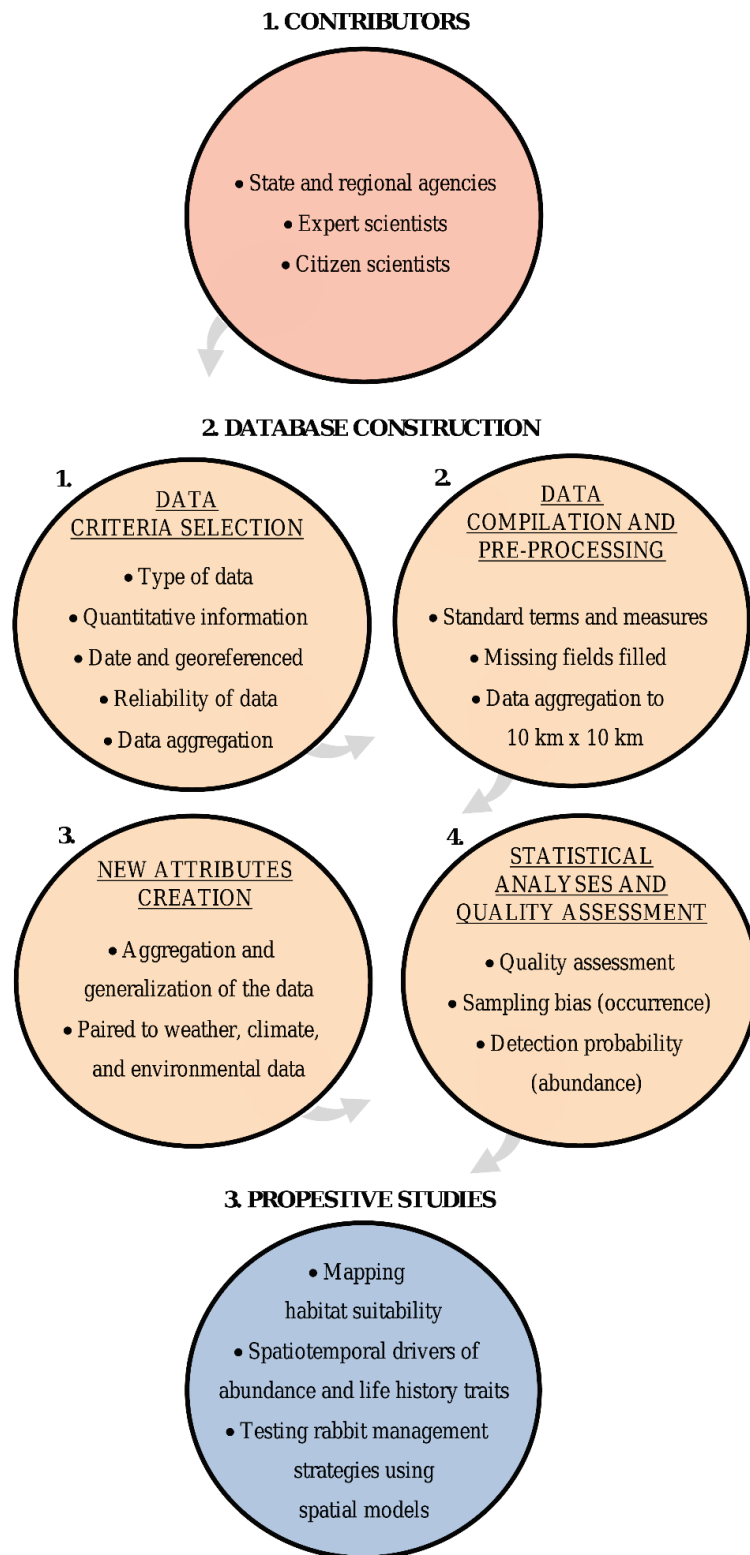 1. CONTRIBUTORS
• State and regional agencies
• Expert scientists
• Citizen scientists
2. DATABASE CONSTRUCTION
1.
DATA
CRITERIA SELECTION
• Type of data
• Quantitative information
• Date and georeferenced
• Reliability of data
• Data aggregation
2.
DATA
COMPILATION AND
PRE-PROCESSING
• Standard terms and measures
• Missing fields filled
• Data aggregation to
10 km x 10 km
3.
NEW ATTRIBUTES
CREATION
• Aggregation and
generalization of the data
• Paired to weather, climate,
and environmental data
4.
STATISTICAL
ANALYSES AND
QUALITY ASSESSMENT
• Quality assessment
• Sampling bias (occurrence)
• Detection probability
(abundance)
3. PROPESTIVE STUDIES
• Mapping
habitat suitability
• Spatiotemporal drivers of
abundance and life history traits
• Testing rabbit management
strategies using
spatial models